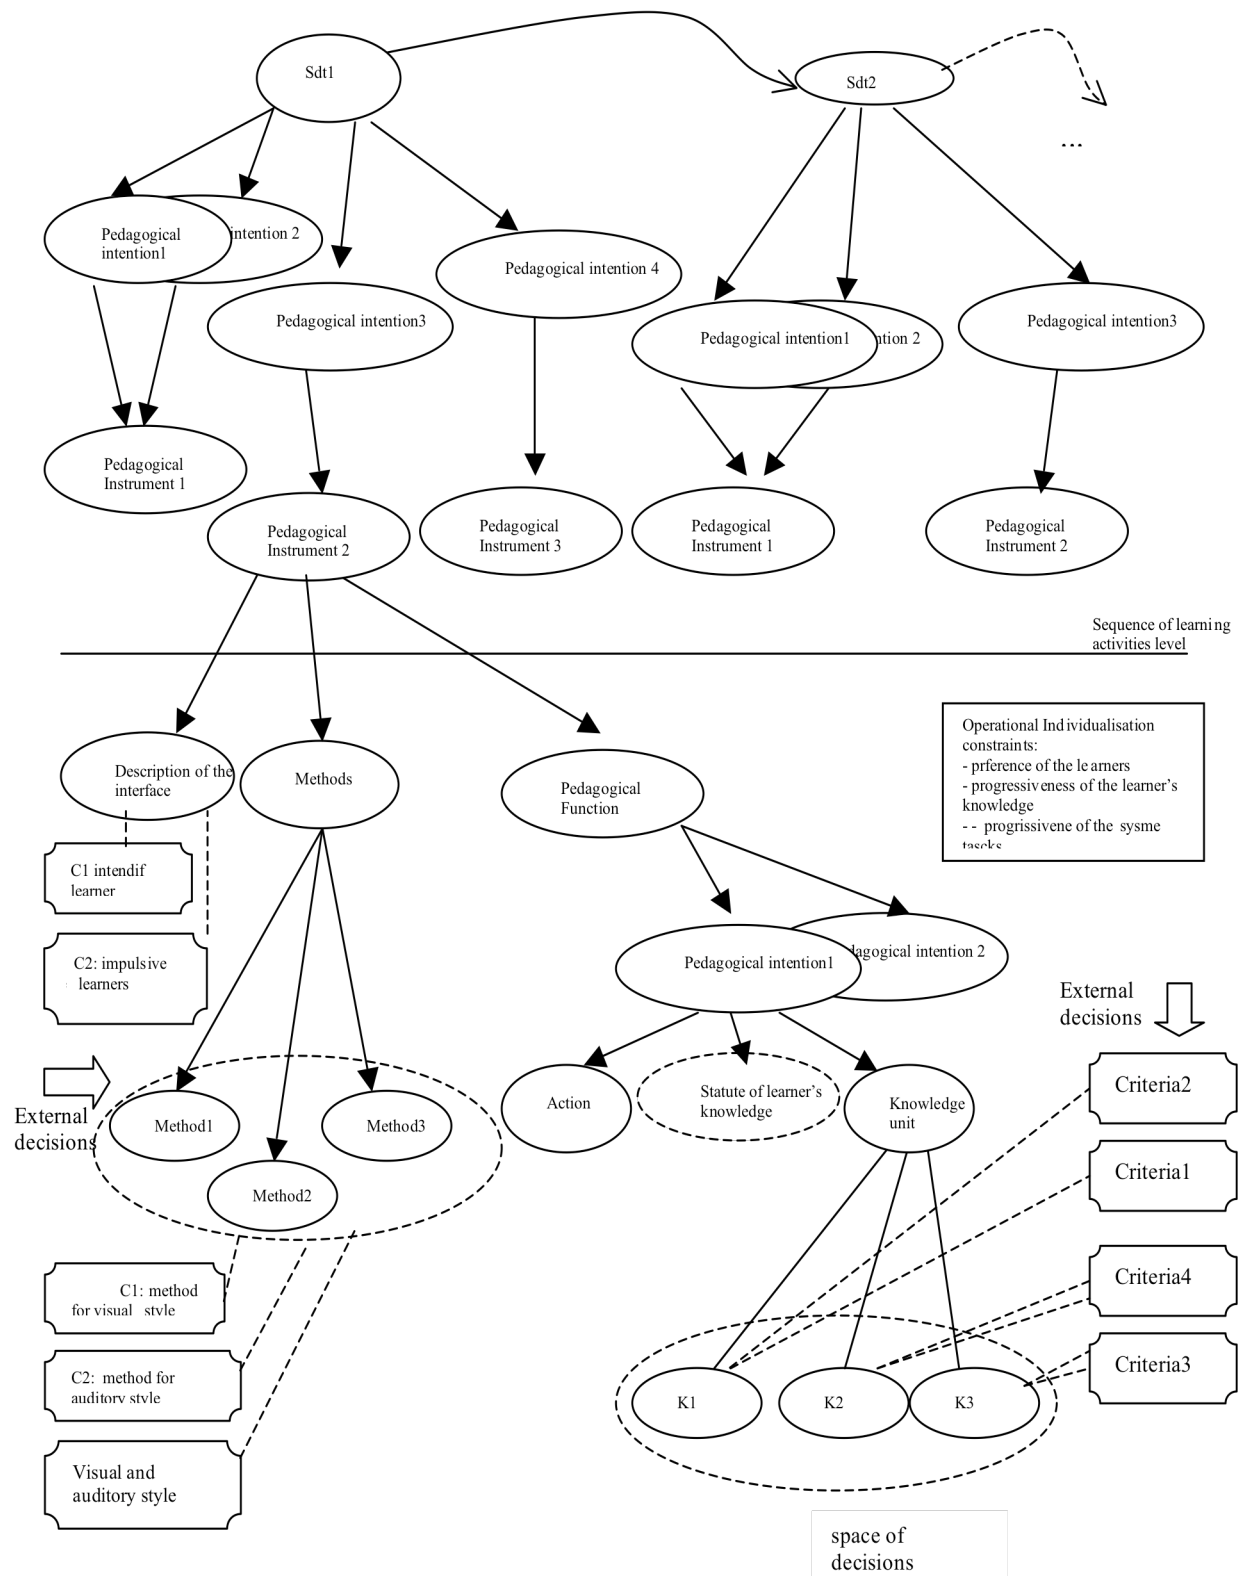 Sdt1
Sdt2
...
Pedagogical
intention1
intention 2
Pedagogical intention 4
Pedagogical intention3
Pedagogical intention1
ntion 2
Pedagogical intention3
Pedagogical
Instrument 1
Pedagogical
Instrument 2
Pedagogical
Instrument 3
Pedagogical
Instrument 1
Pedagogical
Instrument 2
Sequence of learning
activities level
Operational Individualisation
constraints:
- prference of the learners
- progressiveness of the learner's
knowledge
- - progrissivene of the sysme
tascks
Description of the
interface
Methods
Pedagogical
Function
C1 intendif
learner
C2: impulsive
learners
Pedagogical intention1
dagogical intention 2
External
decisions
External
decisions
Method1
Method3
Method2
Action
Statute of learner's
knowledge
Knowledge
unit
Criteria2
Criteria1
Criteria4
Criteria3
C1: method
for visual style
C2: method for
auditory style
Visual and
auditory style
K1
K2
K3
space of
decisions